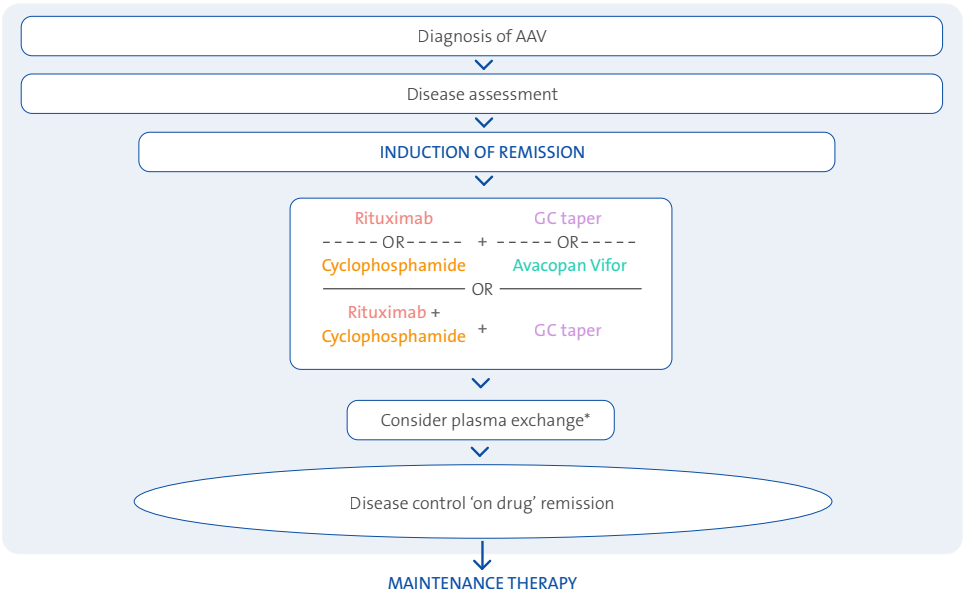 Diagnosis of AAV
Disease assessment
INDUCTION OF REMISSION
Rituximab GC taper
- - - - - OR- - - - - + - - - - - OR- - - - -
Cyclophosphamide Avacopan Vifor
OR
Rituximab +
Cyclophosphamide + GC taper
Consider plasma exchange*
Disease control ‘on drug’ remission
MAINTENANCE THERAPY